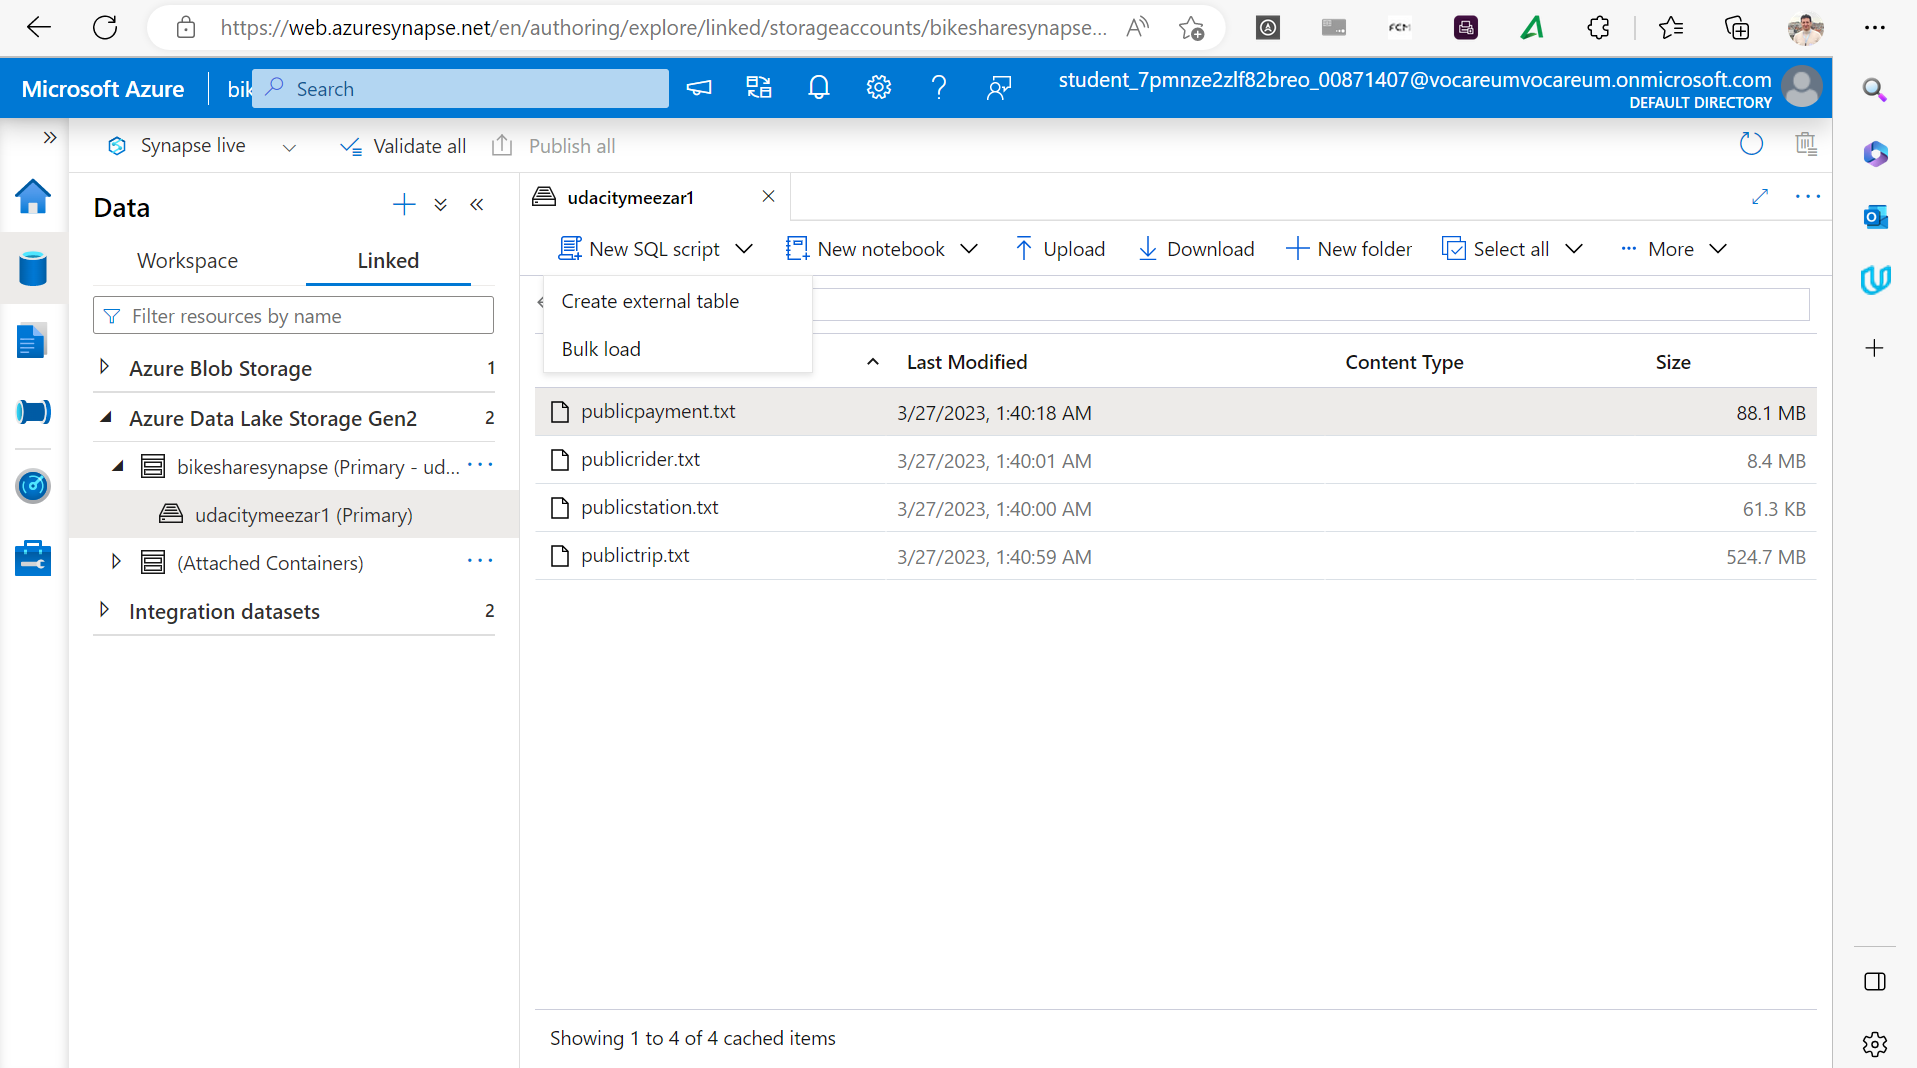 https://web.azuresynapse.net/en/authoring/explore/linked/storageaccounts/bikesharesynapse...
FCM
Microsoft Azure
bik
Search
student_7pmnze2zlf82breo_00871407@vocareumvocareum.onmicrosoft.com
DEFAULT DIRECTORY
Synapse live
Validate all
Publish all
Data
Workspace
Linked
Filter resources by name
Azure Blob Storage 1
Azure Data Lake Storage Gen2 2
bikesharesynapse (Primary - ud...
udacitymeezar1 (Primary)
(Attached Containers)
Integration datasets 2
udacitymeezar1
New SQL script
New notebook
Upload
Download
New folder
Select all
More
Create external table
Bulk load
Last Modified Content Type Size
publicpayment.txt 3/27/2023, 1:40:18 AM 88.1 MB
publicrider.txt 3/27/2023, 1:40:01 AM 8.4 MB
publicstation.txt 3/27/2023, 1:40:00 AM 61.3 KB
publictrip.txt 3/27/2023, 1:40:59 AM 524.7 MB
Showing 1 to 4 of 4 cached items